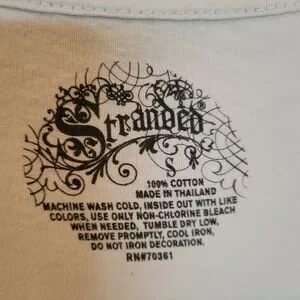 Stranded®
S
100% COTTON
MADE IN THAILAND
MACHINE WASH COLD, INSIDE OUT WITH LIKE
COLORS, USE ONLY NON-CHLORINE BLEACH
WHEN NEEDED, TUMBLE DRY LOW,
REMOVE PROMPTLY, COOL IRON,
DO NOT IRON DECORATION.
RN#70361